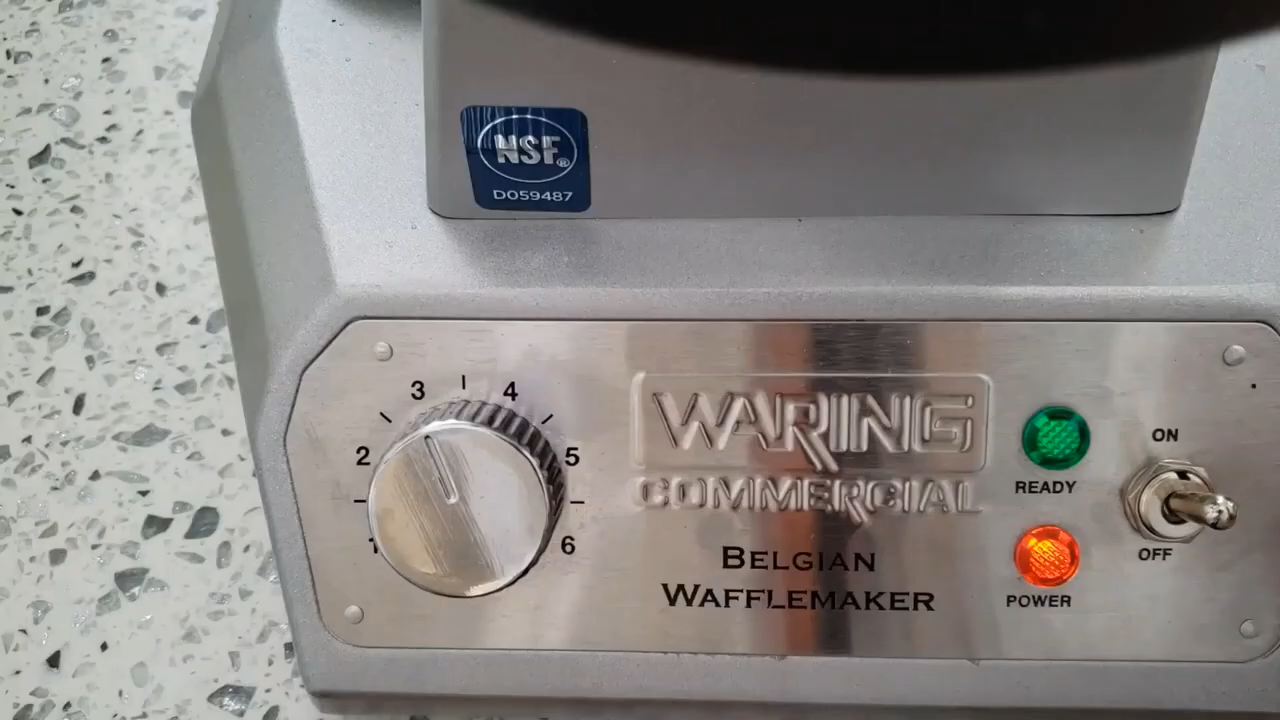 NSF®
D059487
3 4
2 5
1 6
WARING
COMMERCIAL
BELGIAN
WAFFLEMAKER
READY
POWER
ON
OFF